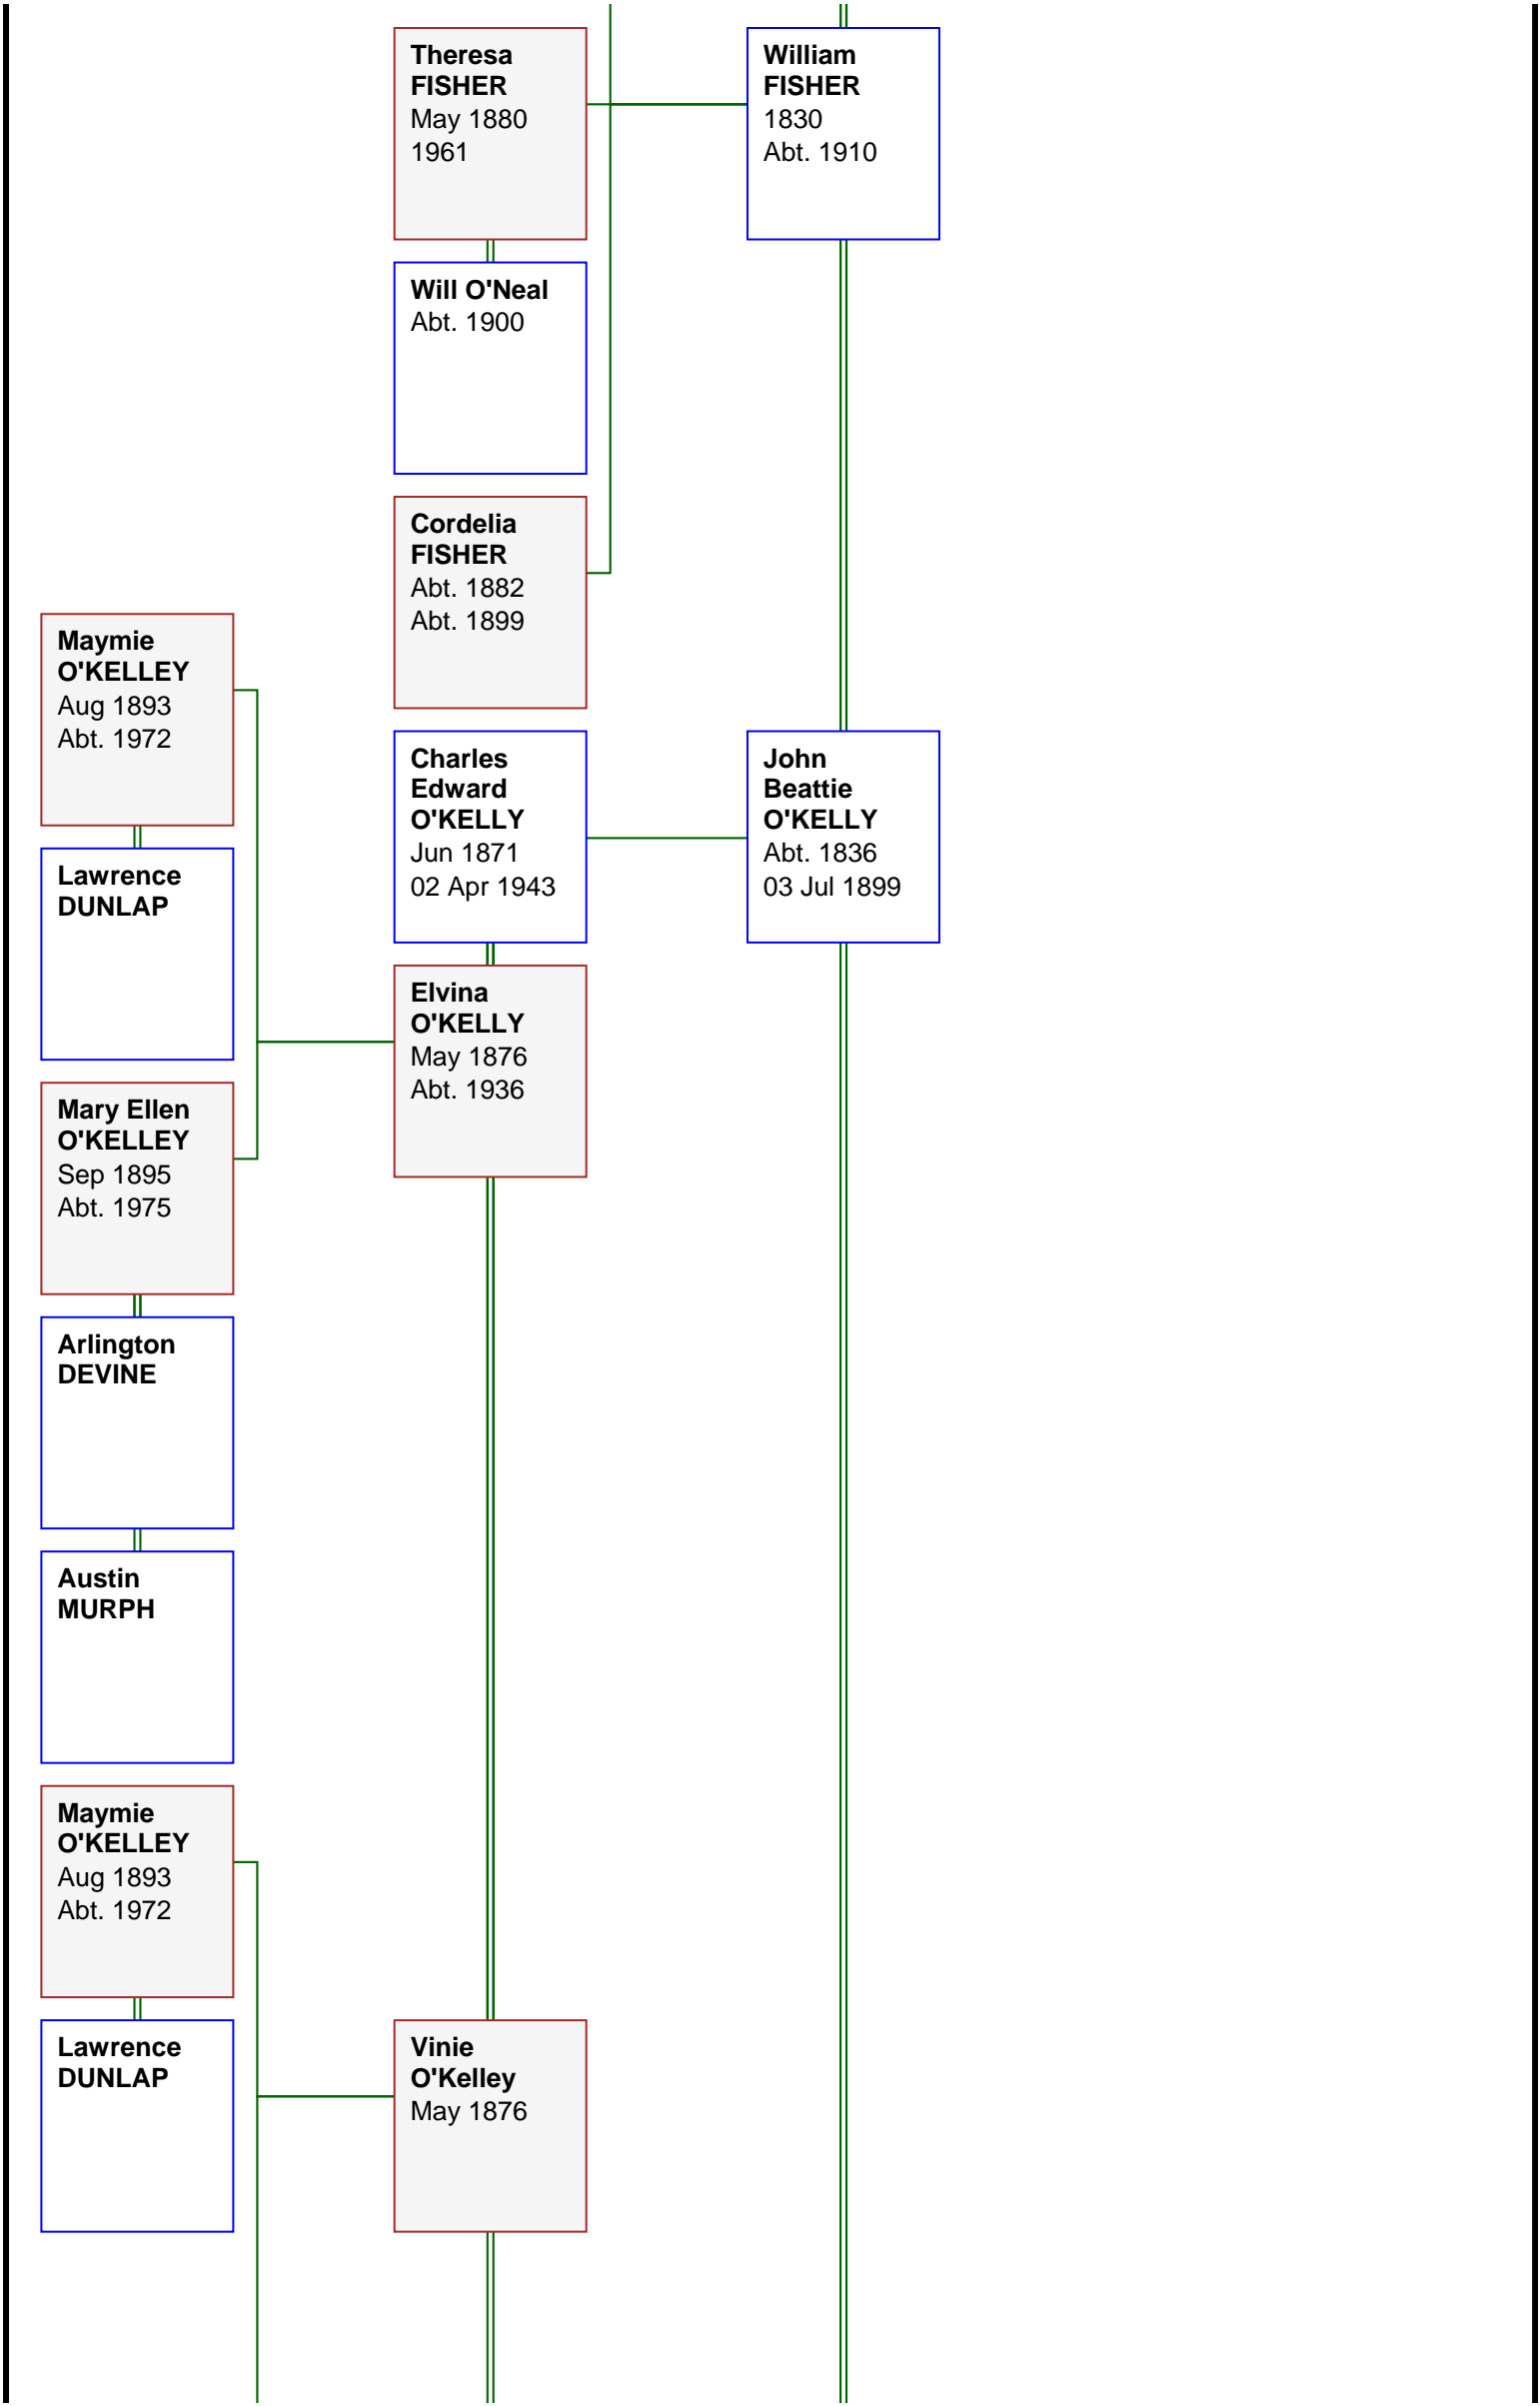 Theresa
FISHER
May 1880
1961
William
FISHER
1830
Abt. 1910
Will O'Neal
Abt. 1900
Cordelia
FISHER
Abt. 1882
Abt. 1899
Maymie
O'KELLEY
Aug 1893
Abt. 1972
Charles
Edward
O'KELLY
Jun 1871
02 Apr 1943
John
Beattie
O'KELLY
Abt. 1836
03 Jul 1899
Lawrence
DUNLAP
Elvina
O'KELLY
May 1876
Abt. 1936
Mary Ellen
O'KELLEY
Sep 1895
Abt. 1975
Arlington
DEVINE
Austin
MURPH
Maymie
O'KELLEY
Aug 1893
Abt. 1972
Lawrence
DUNLAP
Vinie
O'Kelley
May 1876